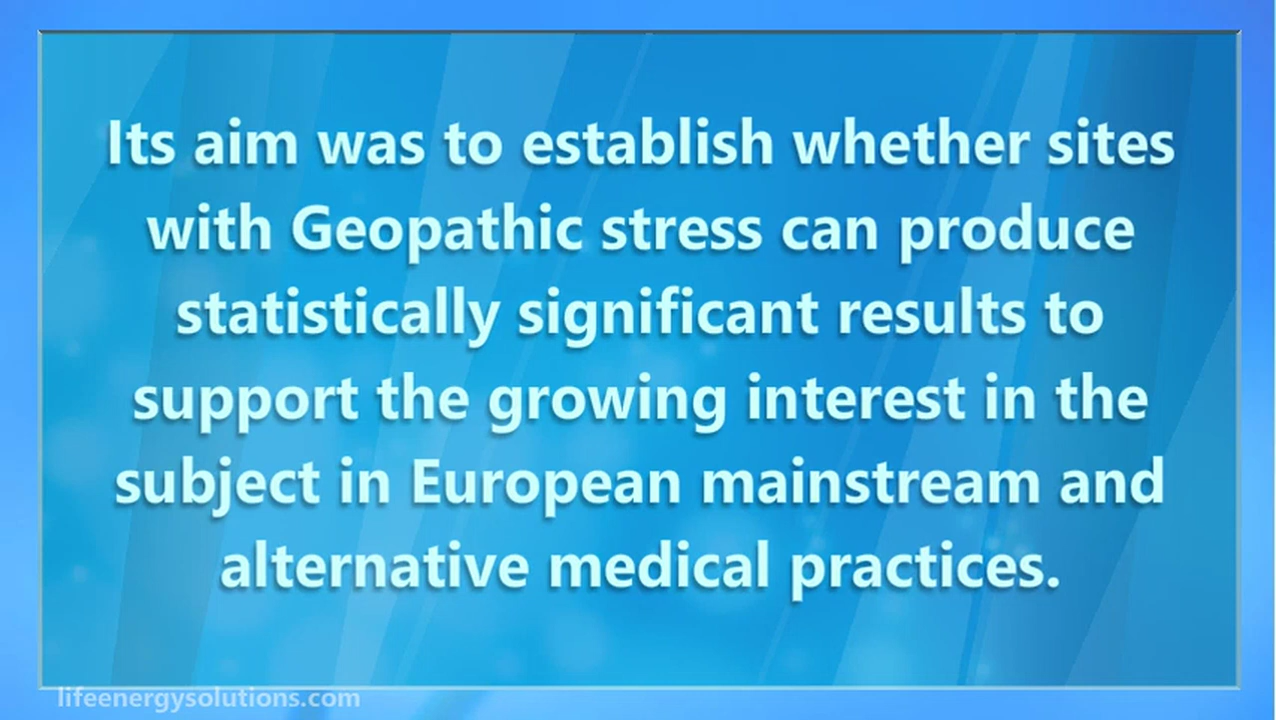 Its aim was to establish whether sites
with Geopathic stress can produce
statistically significant results to
support the growing interest in the
subject in European mainstream and
alternative medical practices.
lifeenergysolutions.com